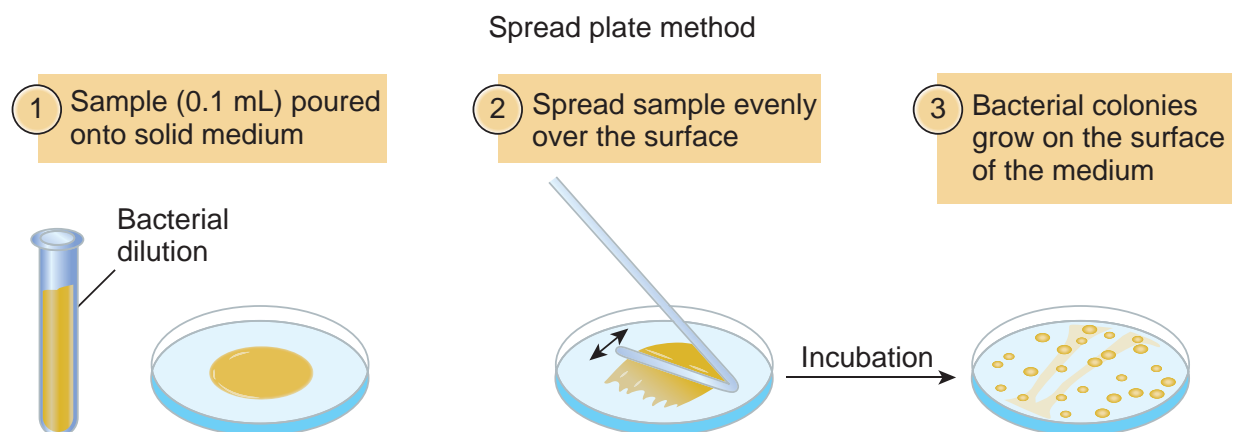 Spread plate method
1
Sample (0.1 mL) poured
onto solid medium
2
Spread sample evenly
over the surface
3
Bacterial colonies
grow on the surface
of the medium
Bacterial
dilution
Incubation